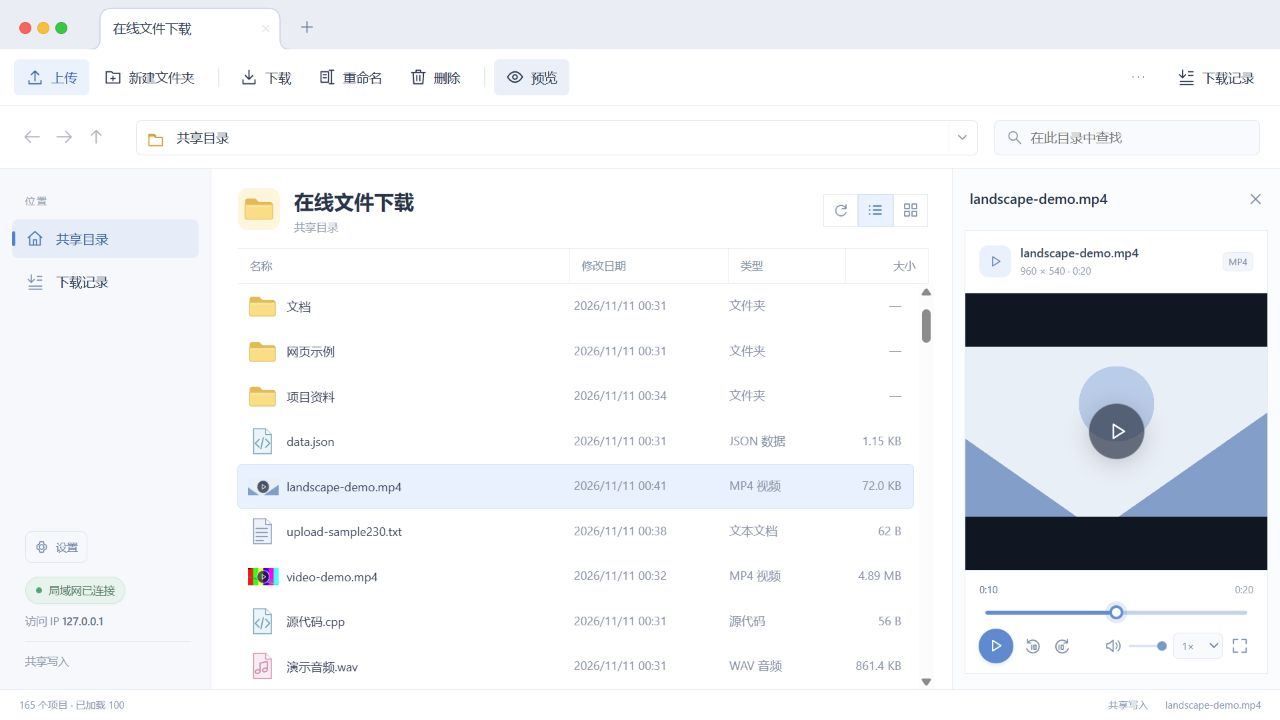 在线文件下载
上传 新建文件夹 下载 重命名 删除 预览 ··· 下载记录
共享目录 在此目录中查找
位置
共享目录
下载记录
设置
局域网已连接
访问 IP 127.0.0.1
共享写入
在线文件下载
共享目录
名称 修改日期 类型 大小
文档 2026/11/11 00:31 文件夹 —
网页示例 2026/11/11 00:31 文件夹 —
项目资料 2026/11/11 00:34 文件夹 —
data.json 2026/11/11 00:31 JSON 数据 1.15 KB
landscape-demo.mp4 2026/11/11 00:41 MP4 视频 72.0 KB
upload-sample230.txt 2026/11/11 00:38 文本文档 62 B
video-demo.mp4 2026/11/11 00:32 MP4 视频 4.89 MB
源代码.cpp 2026/11/11 00:31 源代码 56 B
演示音频.wav 2026/11/11 00:31 WAV 音频 861.4 KB
landscape-demo.mp4
landscape-demo.mp4
960 × 540 · 0:20
MP4
0:10 0:20
10 10 1×
165 个项目 · 已加载 100 共享写入 landscape-demo.mp4